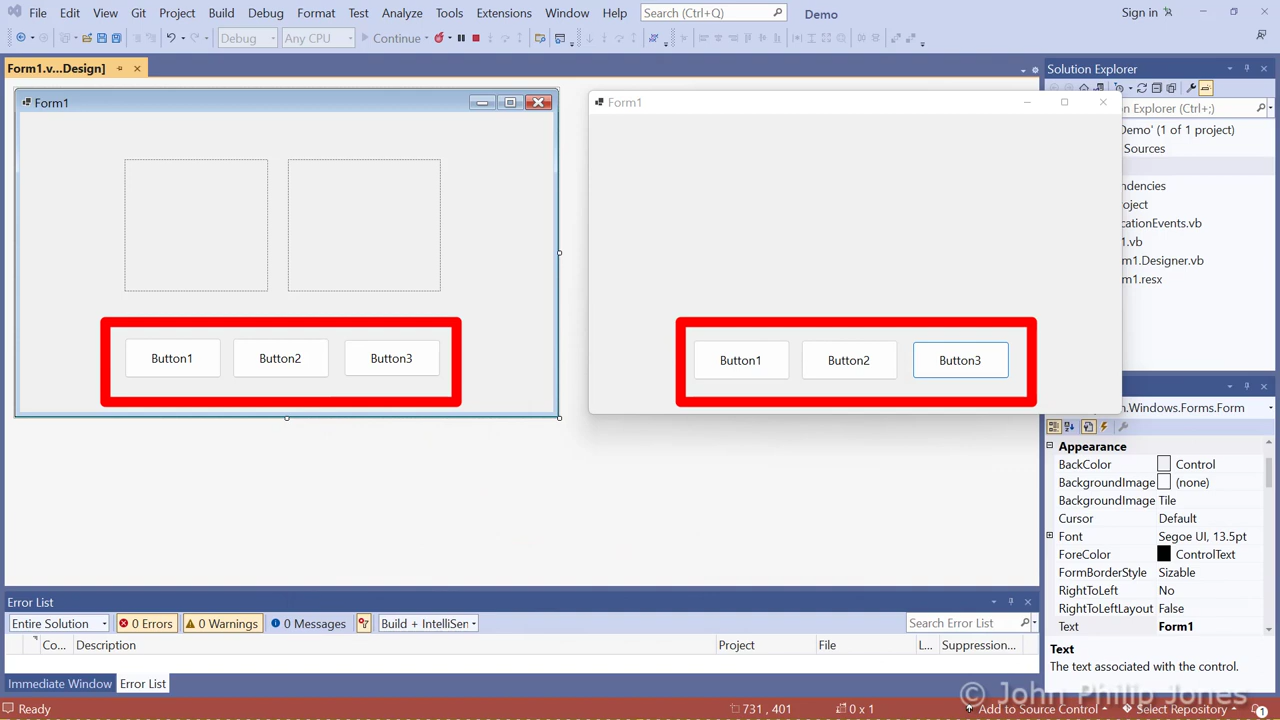 File Edit View Git Project Build Debug Format Test Analyze Tools Extensions Window Help Search (Ctrl+Q) Demo Sign in
Debug Any CPU Continue
Form1.v...Design]
Solution Explorer
Form1
Form1
n Explorer (Ctrl+;)
Demo' (1 of 1 project)
Sources
ndencies
oject
cationEvents.vb
1.vb
m1.Designer.vb
m1.resx
Button1 Button2 Button3
Button1 Button2 Button3
n.Windows.Forms.Form
Appearance
BackColor Control
BackgroundImage (none)
BackgroundImage Tile
Cursor Default
Font Segoe UI, 13.5pt
ForeColor ControlText
FormBorderStyle Sizable
RightToLeft No
RightToLeftLayout False
Text Form1
Text
The text associated with the control.
Error List
Entire Solution 0 Errors 0 Warnings 0 Messages Build + IntelliSen Search Error List
Co... Description Project File L... Suppression...
Immediate Window Error List
© John Philip Jones
Ready 731 , 401 0 x 1 Add to Source Control Select Repository 1